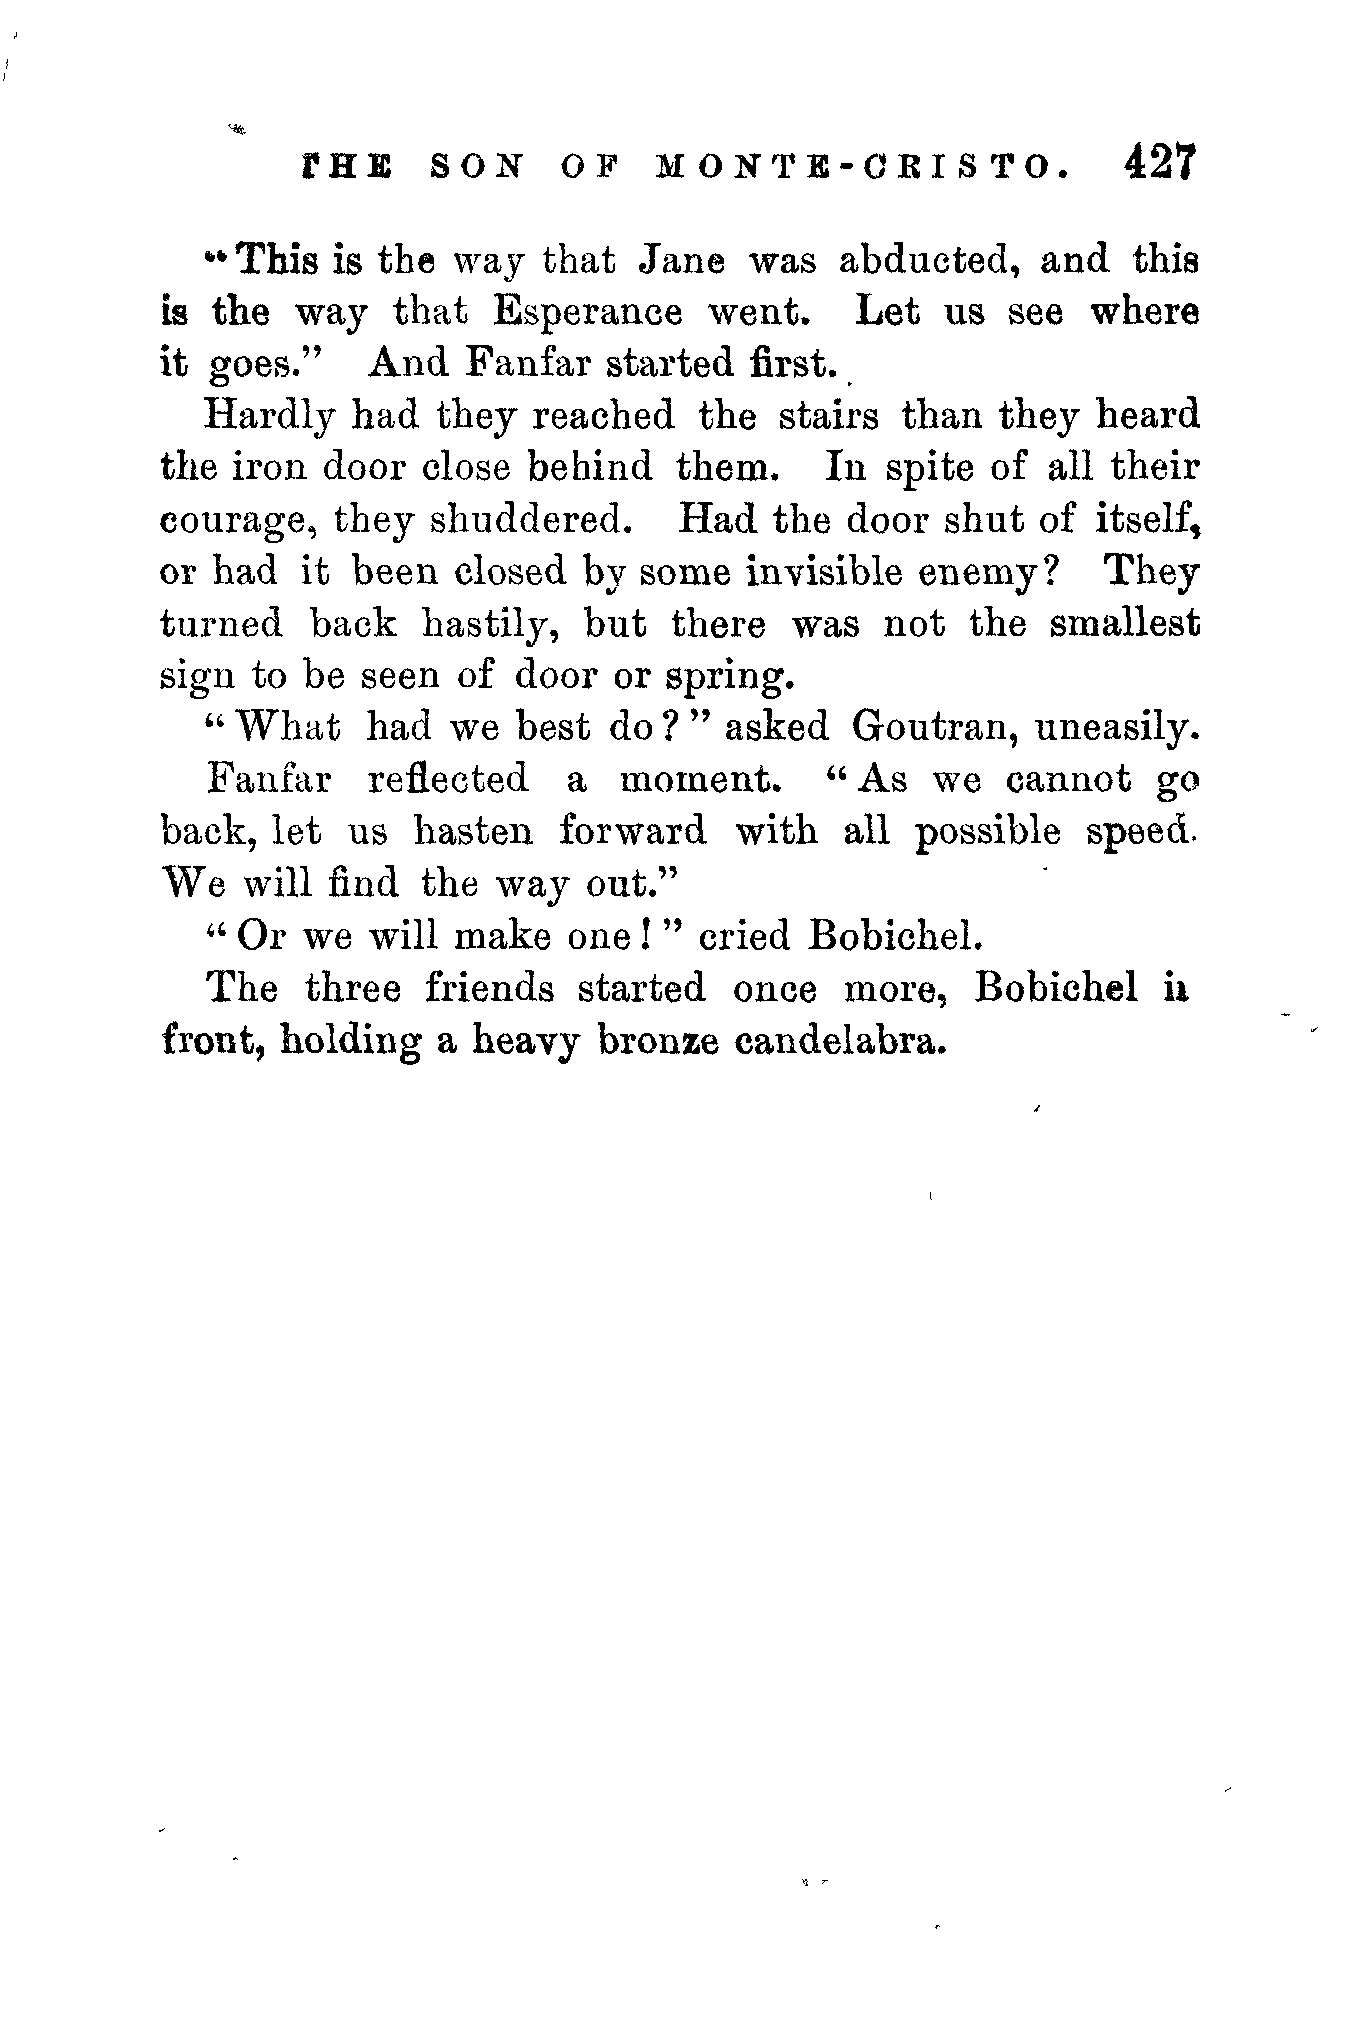 THE SON OF MONTE-CRISTO. 427
“This is the way that Jane was abducted, and this
is the way that Esperance went. Let us see where
it goes.” And Fanfar started first.
Hardly had they reached the stairs than they heard
the iron door close behind them. In spite of all their
courage, they shuddered. Had the door shut of itself,
or had it been closed by some invisible enemy? They
turned back hastily, but there was not the smallest
sign to be seen of door or spring.
“What had we best do?” asked Goutran, uneasily.
Fanfar reflected a moment. “As we cannot go
back, let us hasten forward with all possible speed.
We will find the way out.”
“Or we will make one!” cried Bobichel.
The three friends started once more, Bobichel in
front, holding a heavy bronze candelabra.